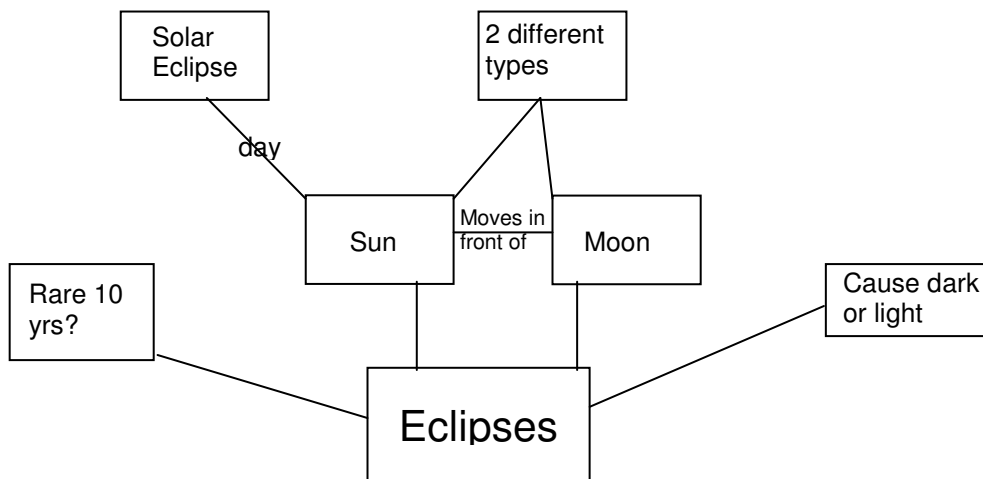 Solar
Eclipse
2 different
types
day
Moves in
front of
Sun
Moon
Rare 10
yrs?
Cause dark
or light
Eclipses